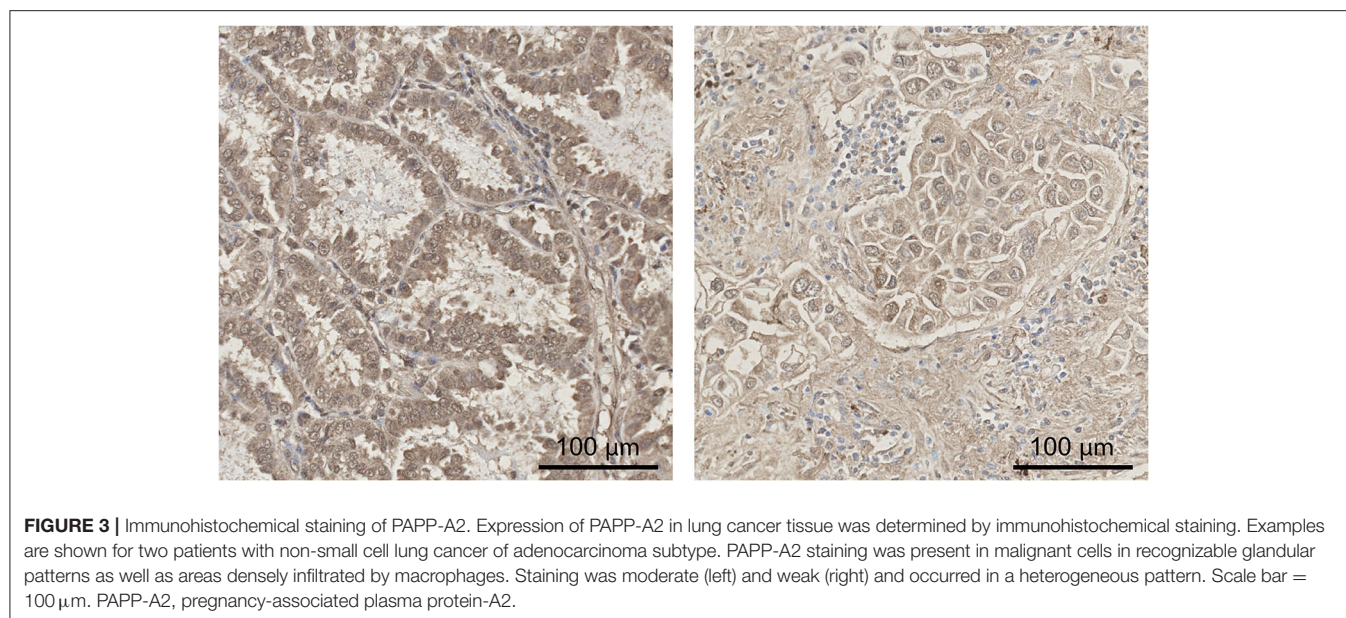 100 μm
100 μm
FIGURE 3 | Immunohistochemical staining of PAPP-A2. Expression of PAPP-A2 in lung cancer tissue was determined by immunohistochemical staining. Examples
are shown for two patients with non-small cell lung cancer of adenocarcinoma subtype. PAPP-A2 staining was present in malignant cells in recognizable glandular
patterns as well as areas densely infiltrated by macrophages. Staining was moderate (left) and weak (right) and occurred in a heterogeneous pattern. Scale bar =
100 μm. PAPP-A2, pregnancy-associated plasma protein-A2.